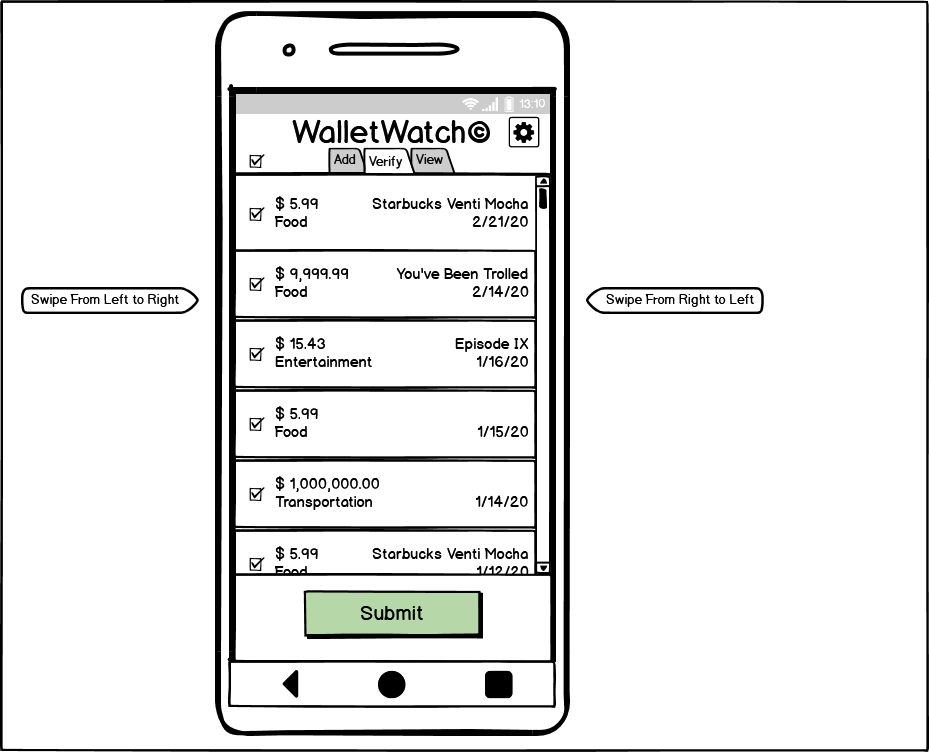 13:10
WalletWatch©
Add Verify View
$ 5.99 Starbucks Venti Mocha
Food 2/21/20
$ 9,999.99 You've Been Trolled
Food 2/14/20
Swipe From Left to Right
Swipe From Right to Left
$ 15.43 Episode IX
Entertainment 1/16/20
$ 5.99
Food 1/15/20
$ 1,000,000.00
Transportation 1/14/20
$ 5.99 Starbucks Venti Mocha
Food 1/12/20
Submit